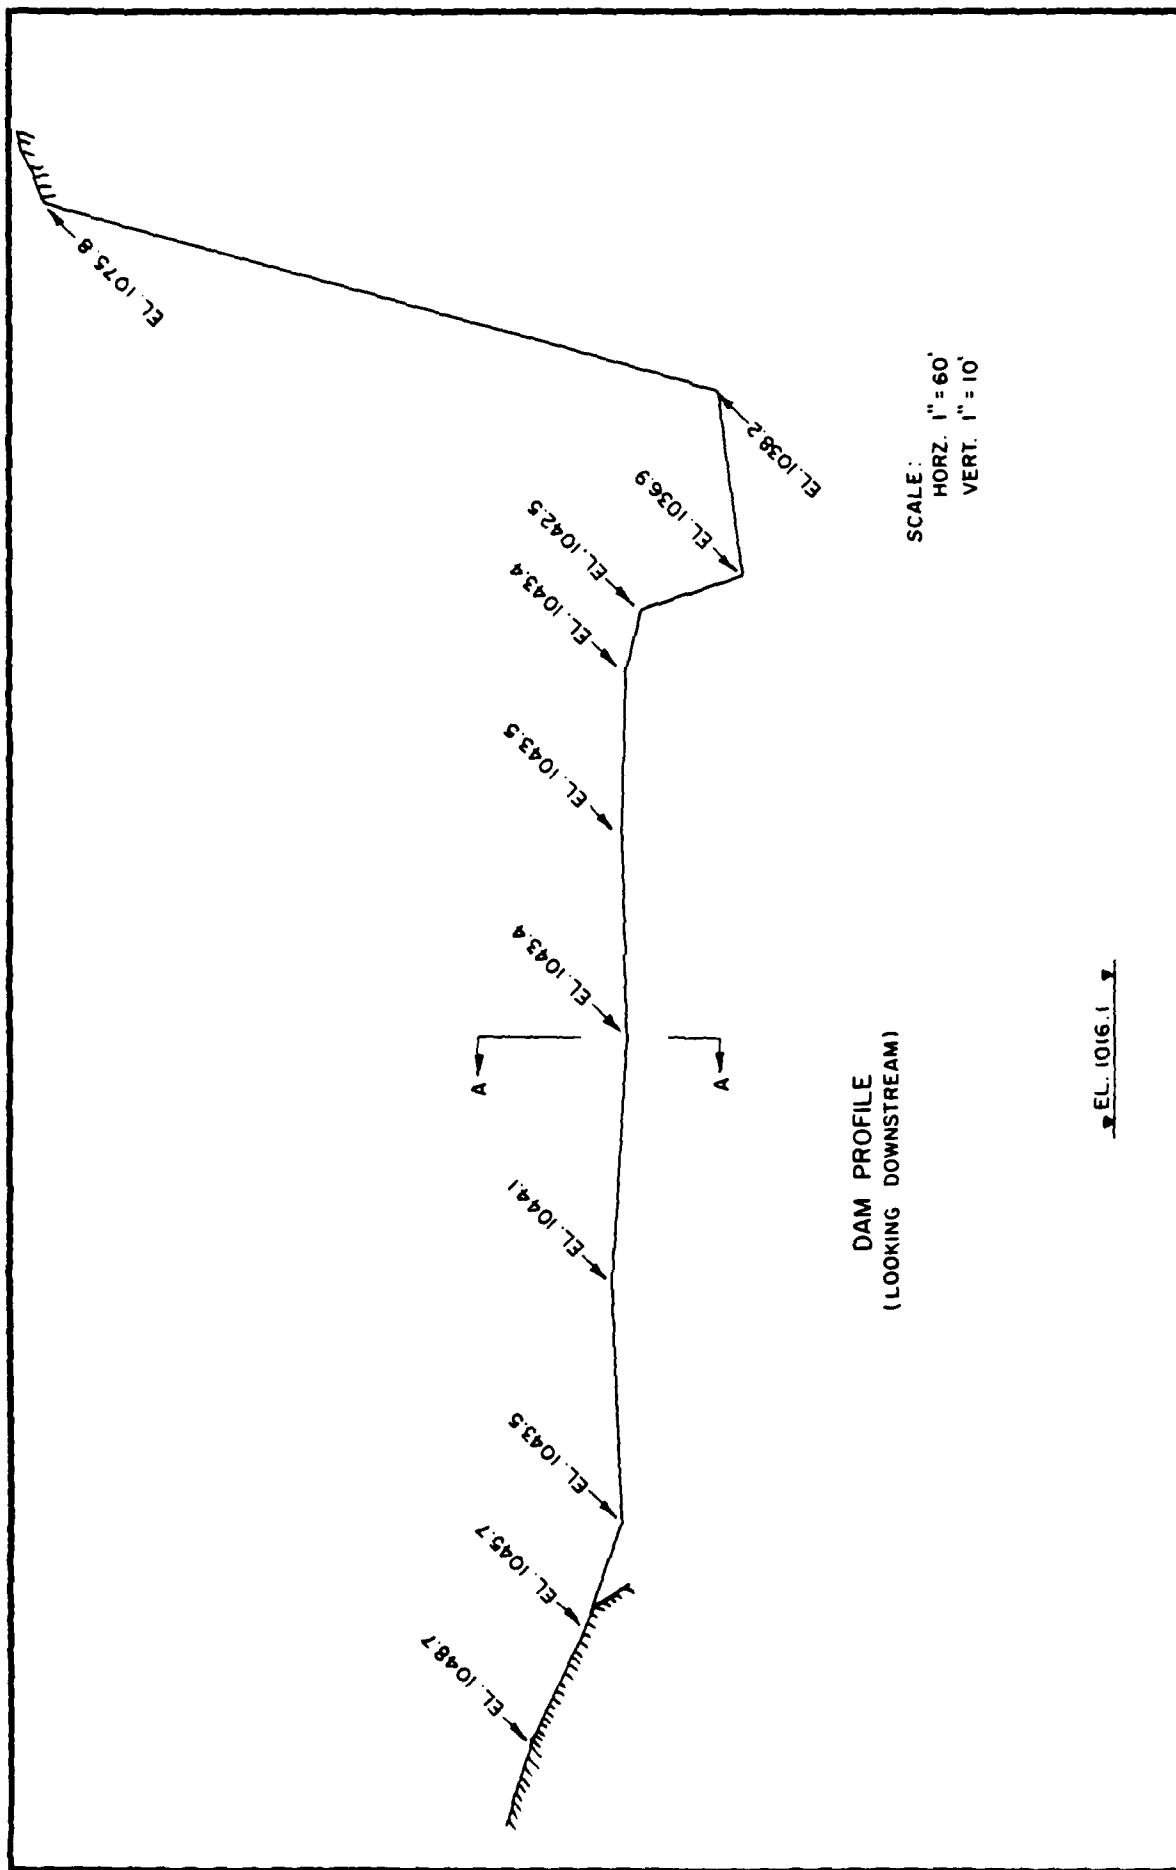 EL. 1048.7
EL. 1045.7
EL. 1043.5
EL. 1044.1
EL. 1043.4
EL. 1043.5
EL. 1043.4
EL. 1042.5
EL. 1036.9
EL. 1038.2
EL. 1075.8
A
A
DAM PROFILE
(LOOKING DOWNSTREAM)
SCALE:
HORZ. 1" = 60'
VERT. 1" = 10'
EL. 1016.1